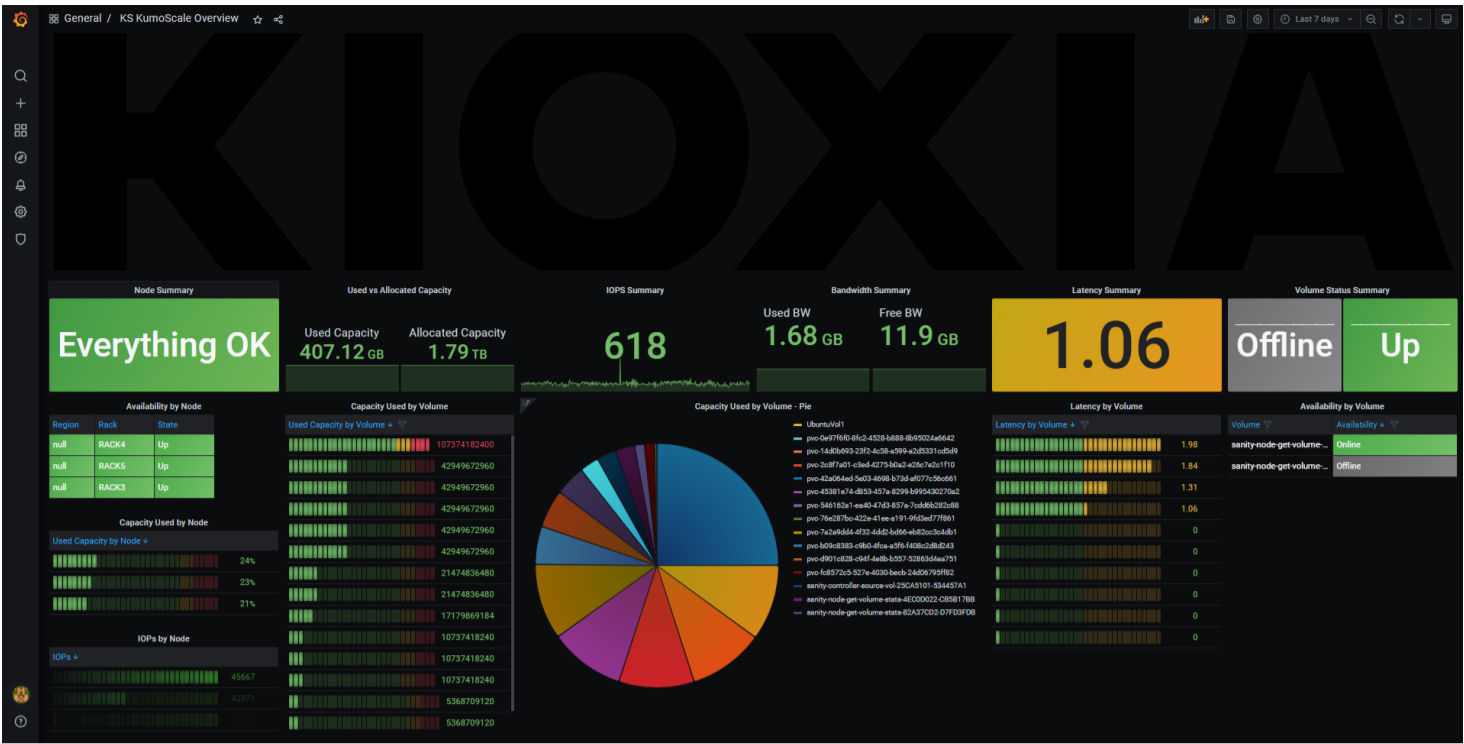 General / KS KumoScale Overview
Last 7 days
KIOXIA
Node Summary
Everything OK
Used vs Allocated Capacity
Used Capacity
407.12 GB
Allocated Capacity
1.79 TB
IOPS Summary
618
Bandwidth Summary
Used BW
1.68 GB
Free BW
11.9 GB
Latency Summary
1.06
Volume Status Summary
Offline
Up
Availability by Node
Region Rack State
null RACK4 Up
null RACK5 Up
null RACK3 Up
Capacity Used by Node
Used Capacity by Node
24%
23%
21%
IOPs by Node
IOPs
45667
42971
Capacity Used by Volume
Used Capacity by Volume
107374182400
42949672960
42949672960
42949672960
42949672960
42949672960
21474836480
21474836480
17179869184
10737418240
10737418240
10737418240
5368709120
5368709120
Capacity Used by Volume - Pie
UbuntuVol1
pvc-0e97f6f0-8fc2-4528-b888-8b95024a6642
pvc-14d0b693-23f2-4c58-a599-a2d5331cd5d9
pvc-2c8f7a01-c3ed-4275-b0a2-e26c7e2c1f10
pvc-42a064ed-5e03-4698-b73d-af077c56c661
pvc-45381e74-d853-457a-8299-b995430270a2
pvc-546162a1-ea40-47d3-857a-7cdd6b282c88
pvc-76e287bc-422e-41ee-a191-9fd3ed77f861
pvc-7a2a9dd4-4f32-4dd2-bd66-eb82cc3c4db1
pvc-b09c8383-c9b0-4fca-a5f6-f408c2d8d243
pvc-d901c828-c94f-4e8b-b557-52863d4ea751
pvc-fc8572c5-527e-4030-becb-24d06795ff82
sanity-controller-source-vol-25CA5101-534457A1
sanity-node-get-volume-stats-4EC0D022-CB5B17BB
sanity-node-get-volume-stats-82A37CD2-D7FD3FDB
Latency by Volume
Latency by Volume
1.98
1.84
1.31
1.06
0
0
0
0
0
0
Availability by Volume
Volume Availability
sanity-node-get-volume-... Online
sanity-node-get-volume-... Offline